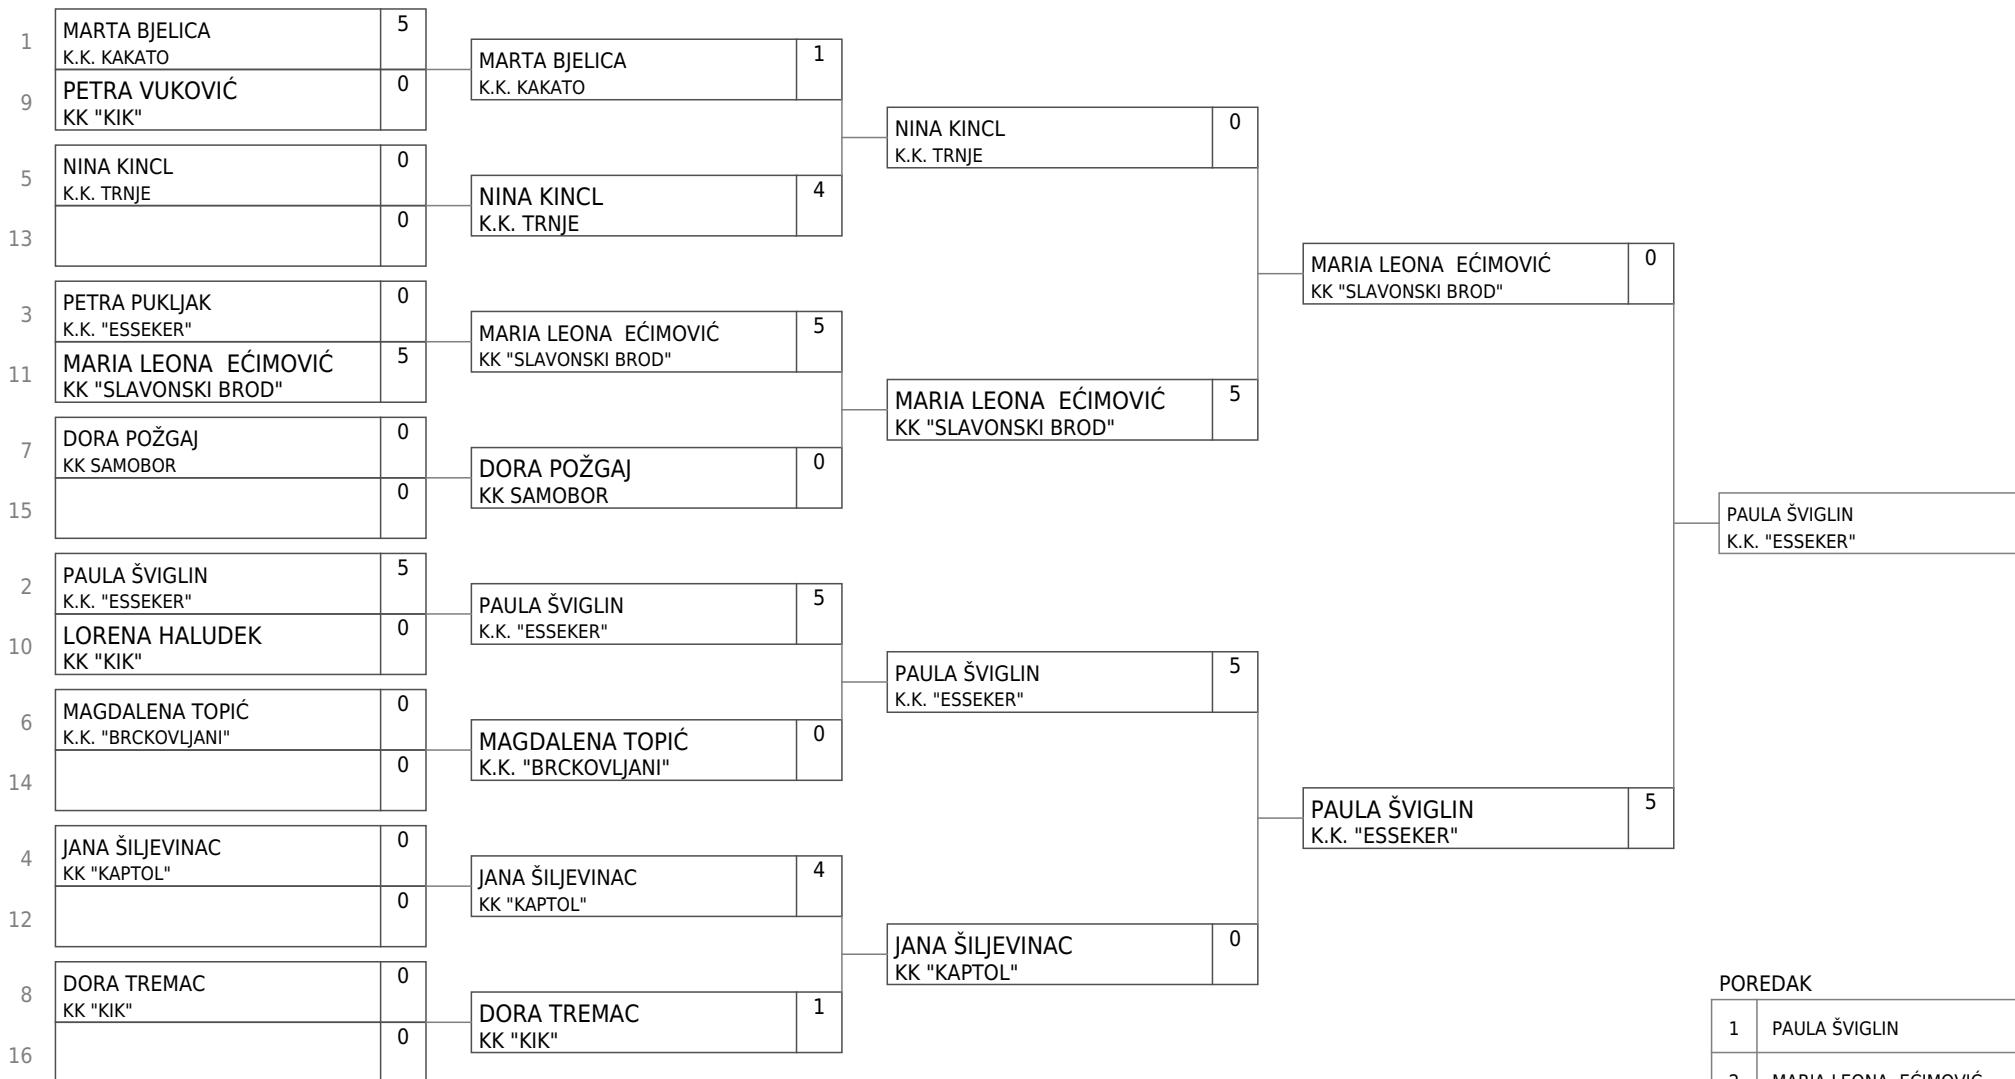 1
MARTA BJELICA
K.K. KAKATO
5
9
PETRA VUKOVIĆ
KK "KIK"
0
5
NINA KINCL
K.K. TRNJE
0
13
0
3
PETRA PUKLJAK
K.K. "ESSEKER"
0
11
MARIA LEONA EĆIMOVIĆ
KK "SLAVONSKI BROD"
5
7
DORA POŽGAJ
KK SAMOBOR
0
15
0
2
PAULA ŠVIGLIN
K.K. "ESSEKER"
5
10
LORENA HALUDEK
KK "KIK"
0
6
MAGDALENA TOPIĆ
K.K. "BRCKOVLJANI"
0
14
0
4
JANA ŠILJEVINAC
KK "KAPTOL"
0
12
0
8
DORA TREMAC
KK "KIK"
0
16
0
MARTA BJELICA
K.K. KAKATO
1
NINA KINCL
K.K. TRNJE
4
MARIA LEONA EĆIMOVIĆ
KK "SLAVONSKI BROD"
5
DORA POŽGAJ
KK SAMOBOR
0
PAULA ŠVIGLIN
K.K. "ESSEKER"
5
MAGDALENA TOPIĆ
K.K. "BRCKOVLJANI"
0
JANA ŠILJEVINAC
KK "KAPTOL"
4
DORA TREMAC
KK "KIK"
1
NINA KINCL
K.K. TRNJE
0
MARIA LEONA EĆIMOVIĆ
KK "SLAVONSKI BROD"
5
PAULA ŠVIGLIN
K.K. "ESSEKER"
5
JANA ŠILJEVINAC
KK "KAPTOL"
0
MARIA LEONA EĆIMOVIĆ
KK "SLAVONSKI BROD"
0
PAULA ŠVIGLIN
K.K. "ESSEKER"
5
PAULA ŠVIGLIN
K.K. "ESSEKER"
POREDAK
1 PAULA ŠVIGLIN
2 MARIA LEONA EĆIMOVIĆ